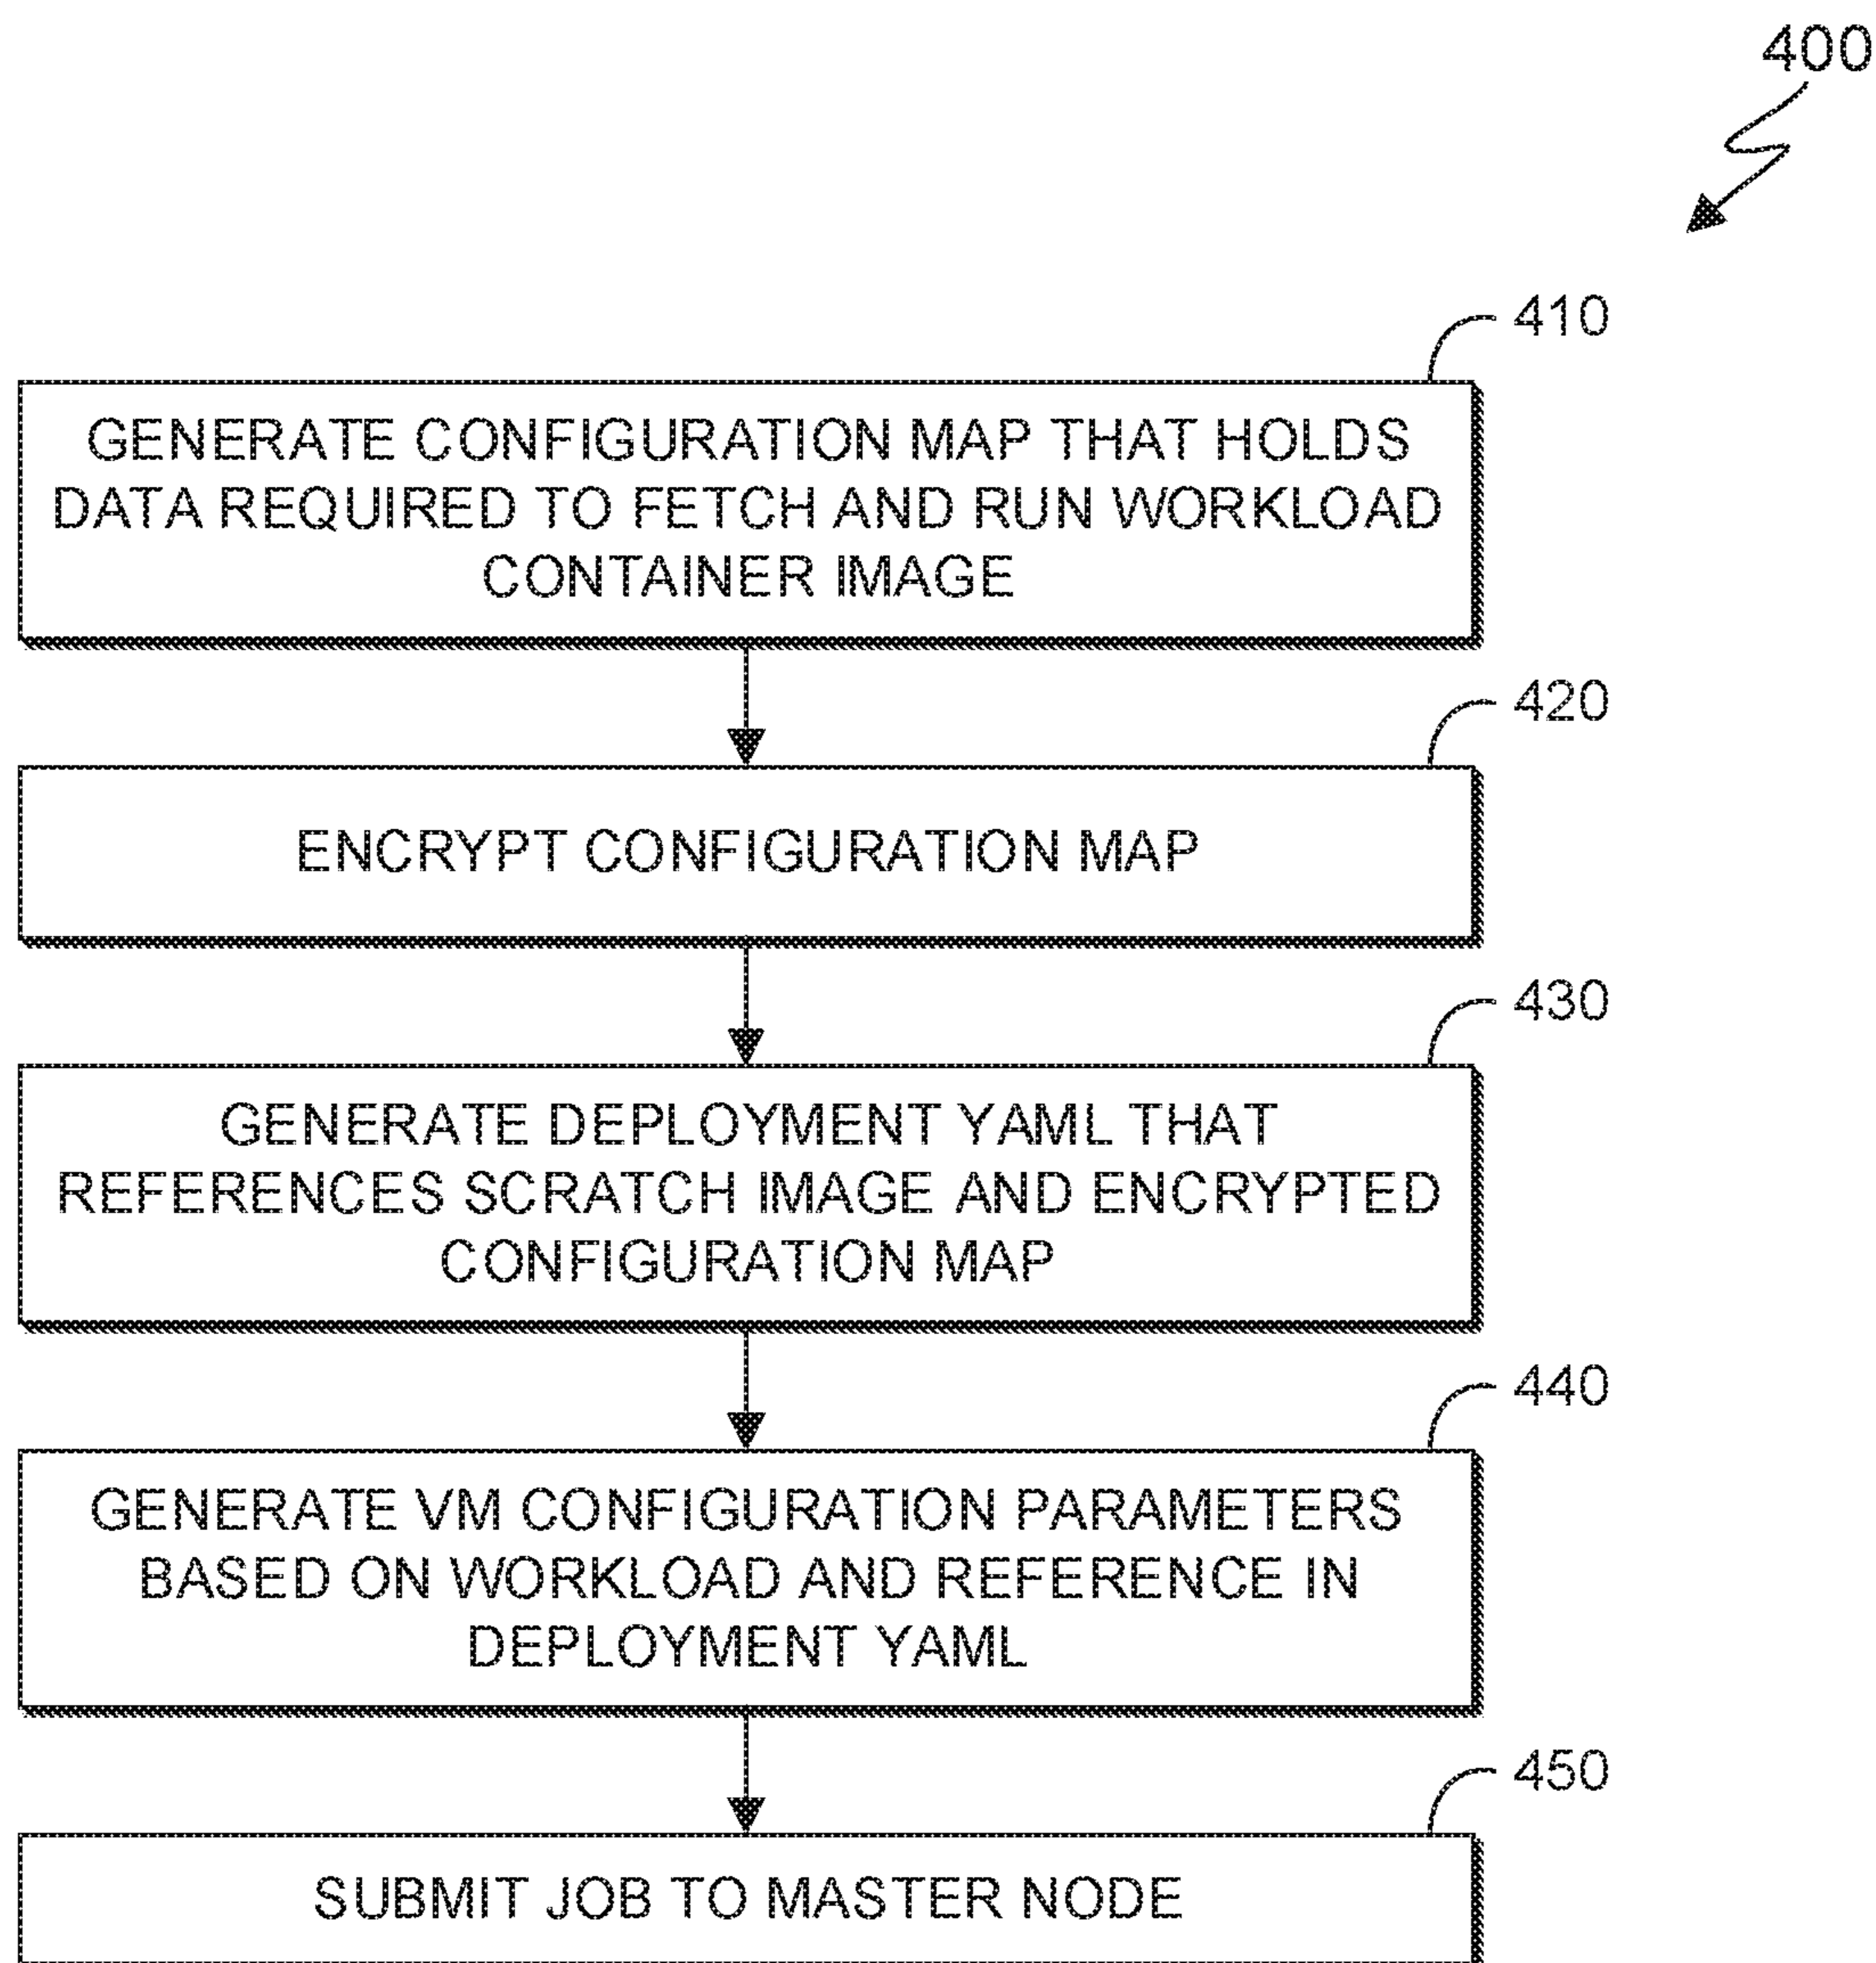 400
410
GENERATE CONFIGURATION MAP THAT HOLDS
DATA REQUIRED TO FETCH AND RUN WORKLOAD
CONTAINER IMAGE
420
ENCRYPT CONFIGURATION MAP
430
GENERATE DEPLOYMENT YAML THAT
REFERENCES SCRATCH IMAGE AND ENCRYPTED
CONFIGURATION MAP
440
GENERATE VM CONFIGURATION PARAMETERS
BASED ON WORKLOAD AND REFERENCE IN
DEPLOYMENT YAML
450
SUBMIT JOB TO MASTER NODE